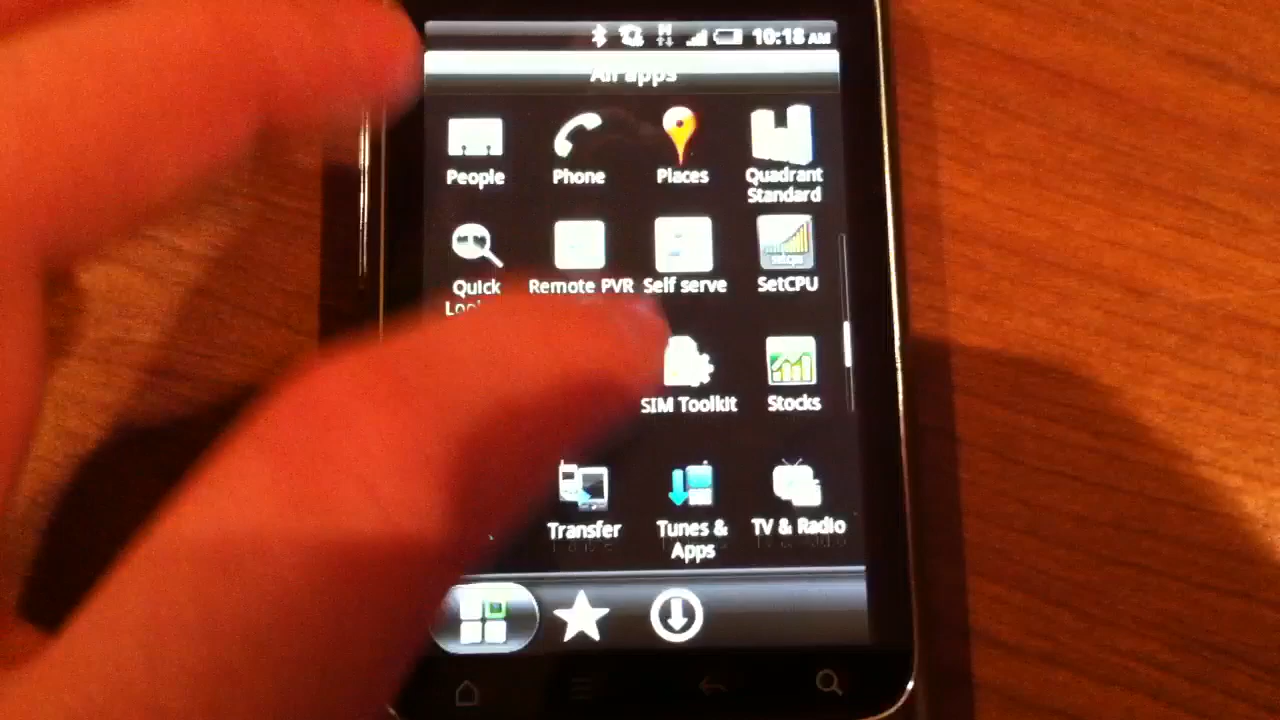 10:18 AM
All apps
People
Phone
Places
Quadrant
Standard
Quick
Remote PVR
Self serve
SetCPU
SIM Toolkit
Stocks
Transfer
Tunes &
Apps
TV & Radio